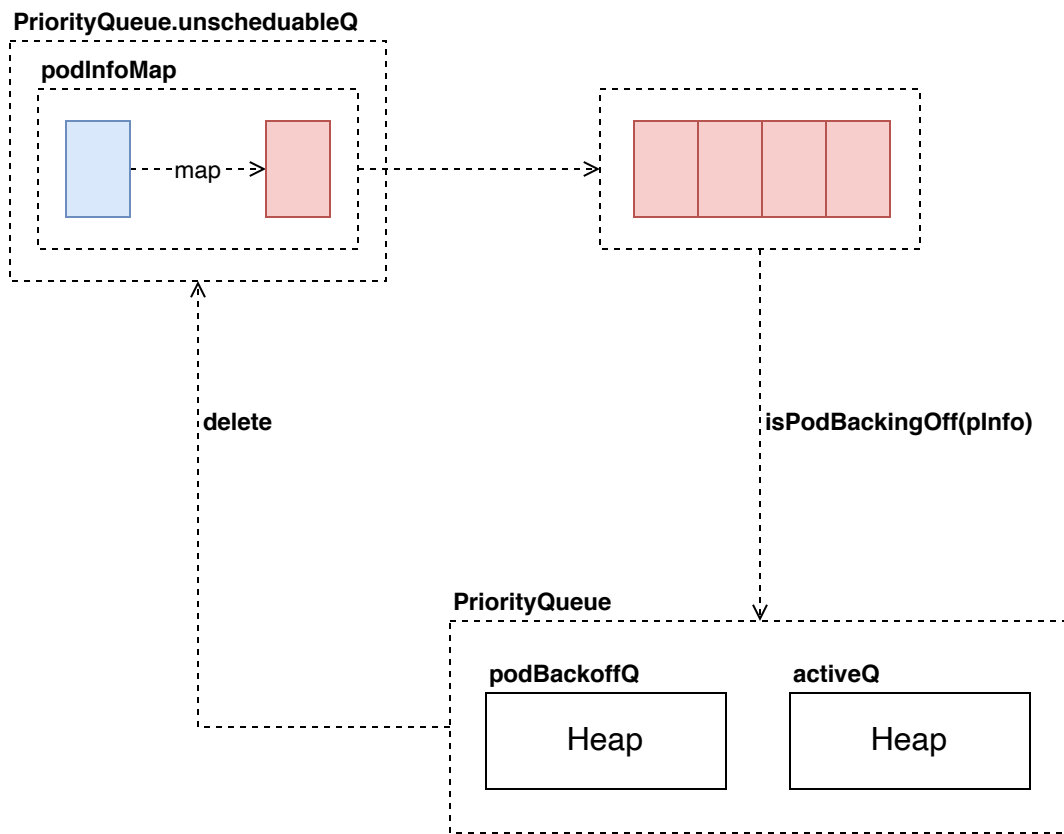 PriorityQueue.unscheduableQ
podInfoMap
map
delete
isPodBackingOff(pInfo)
PriorityQueue
podBackoffQ
activeQ
Heap
Heap